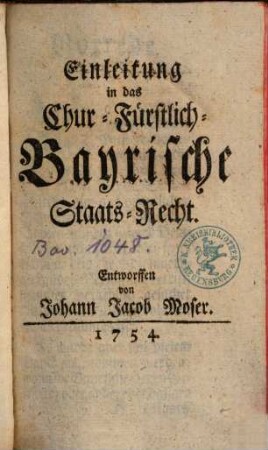 Einleitung
in das
Chur-Fürstlich-
Bayrische
Staats-Recht.
Bav. 1048.
Entworffen
von
Johann Jacob Moser.
1754.